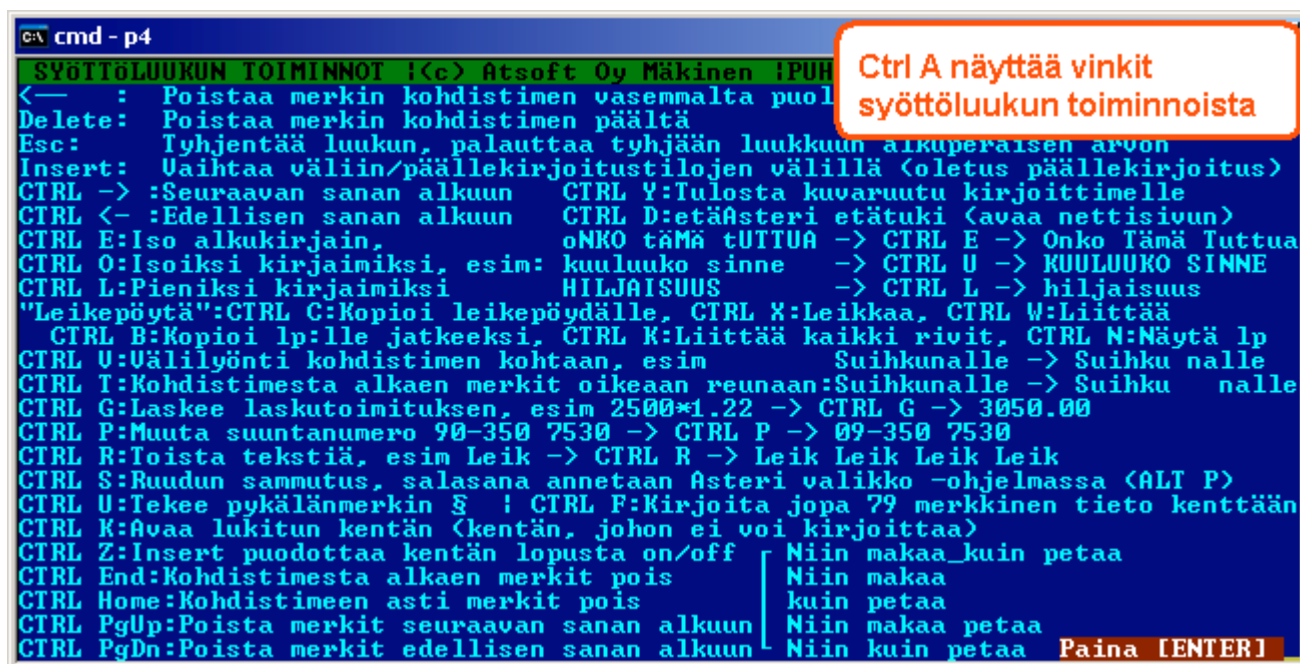 cmd - p4
Ctrl A näyttää vinkit
syöttöluukun toiminnoista
SYÖTTÖLUUKUN TOIMINNOT ¦(c) Atsoft Oy Mäkinen ¦PUH
<── : Poistaa merkin kohdistimen vasemmalta puol
Delete: Poistaa merkin kohdistimen päältä
Esc: Tyhjentää luukun, palauttaa tyhjään luukkuun alkuperäisen arvon
Insert: Vaihtaa väliin/päällekirjoitustilojen välillä (oletus päällekirjoitus)
CTRL -> :Seuraavan sanan alkuun CTRL Y:Tulosta kuvaruutu kirjoittimelle
CTRL <- :Edellisen sanan alkuun CTRL D:etäAsteri etätuki (avaa nettisivun)
CTRL E:Iso alkukirjain, oNKO täMÄ tUTTUA -> CTRL E -> Onko Tämä Tuttua
CTRL O:Isoiksi kirjaimiksi, esim: kuuluuko sinne -> CTRL U -> KUULUUKO SINNE
CTRL L:Pieniksi kirjaimiksi HILJAISUUS -> CTRL L -> hiljaisuus
"Leikepöytä":CTRL C:Kopioi leikepöydälle, CTRL X:Leikkaa, CTRL W:Liittää
CTRL B:Kopioi lp:lle jatkeeksi, CTRL K:Liittää kaikki rivit, CTRL N:Näytä lp
CTRL V:Välilyönti kohdistimen kohtaan, esim Suihkunalle -> Suihku nalle
CTRL T:Kohdistimesta alkaen merkit oikeaan reunaan:Suihkunalle -> Suihku nalle
CTRL G:Laskee laskutoimituksen, esim 2500*1.22 -> CTRL G -> 3050.00
CTRL P:Muuta suuntanumero 90-350 7530 -> CTRL P -> 09-350 7530
CTRL R:Toista tekstiä, esim Leik -> CTRL R -> Leik Leik Leik Leik
CTRL S:Ruudun sammutus, salasana annetaan Asteri valikko -ohjelmassa (ALT P)
CTRL U:Tekee pykälänmerkin § ¦ CTRL F:Kirjoita jopa 79 merkkinen tieto kenttään
CTRL K:Avaa lukitun kentän (kentän, johon ei voi kirjoittaa)
CTRL Z:Insert puodottaa kentän lopusta on/off ┌ Niin makaa_kuin petaa
CTRL End:Kohdistimesta alkaen merkit pois │ Niin makaa
CTRL Home:Kohdistimeen asti merkit pois │ kuin petaa
CTRL PgUp:Poista merkit seuraavan sanan alkuun│ Niin makaa petaa
CTRL PgDn:Poista merkit edellisen sanan alkuun└ Niin kuin petaa Paina [ENTER]